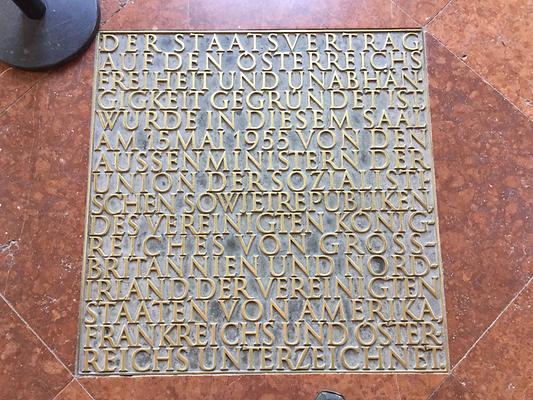 DER STAATSVERTRAG
AUF DEN ÖSTERREICHS
FREIHEIT UND UNABHÄN-
GIGKEIT GEGRÜNDET IST
WURDE IN DIESEM SAAL
AM 15. MAI 1955 VON DEN
AUSSENMINISTERN DER
UNION DER SOZIALISTI-
SCHEN SOWJETREPUBLIKEN
DES VEREINIGTEN KÖNIG-
REICHES VON GROSS-
BRITANNIEN UND NORD-
IRLAND DER VEREINIGTEN
STAATEN VON AMERIKA
FRANKREICHS UND ÖSTER-
REICHS UNTERZEICHNET